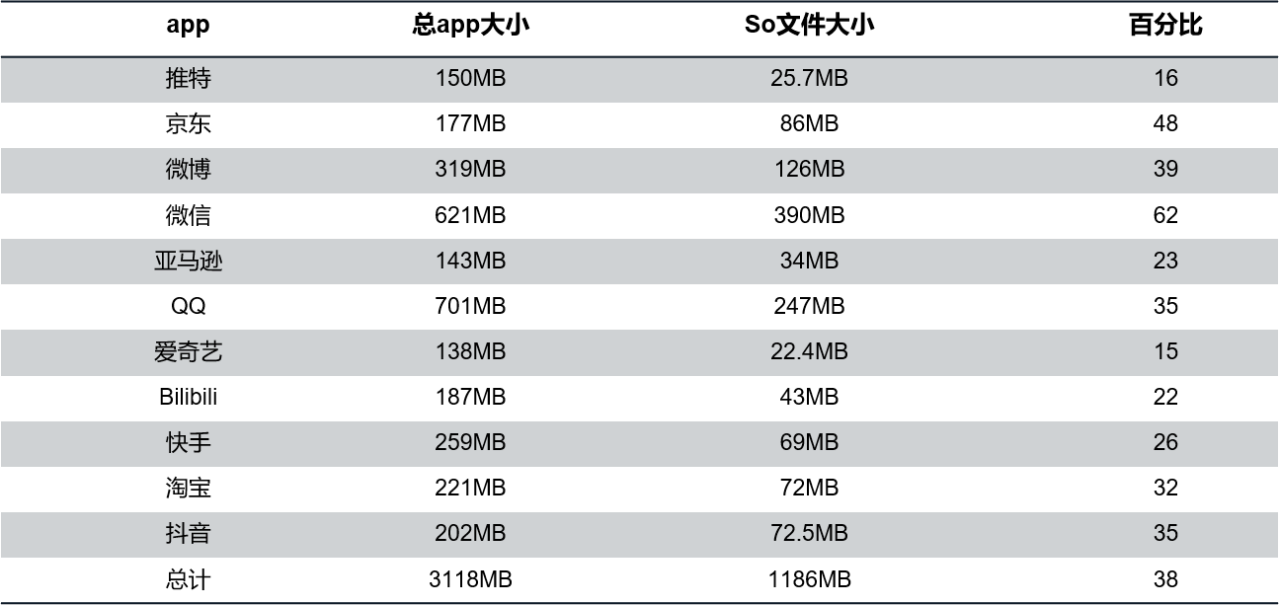 app 总app大小 So文件大小 百分比
推特 150MB 25.7MB 16
京东 177MB 86MB 48
微博 319MB 126MB 39
微信 621MB 390MB 62
亚马逊 143MB 34MB 23
QQ 701MB 247MB 35
爱奇艺 138MB 22.4MB 15
Bilibili 187MB 43MB 22
快手 259MB 69MB 26
淘宝 221MB 72MB 32
抖音 202MB 72.5MB 35
总计 3118MB 1186MB 38